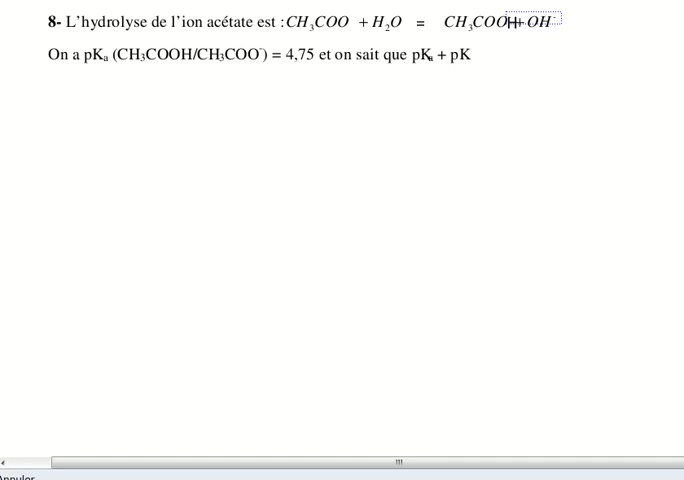 8- L'hydrolyse de l'ion acétate est : CH₃COO + H₂O = CH₃COOH + OH⁻
On a pKₐ (CH₃COOH/CH₃COO⁻) = 4,75 et on sait que pKₐ + pK
Annuler